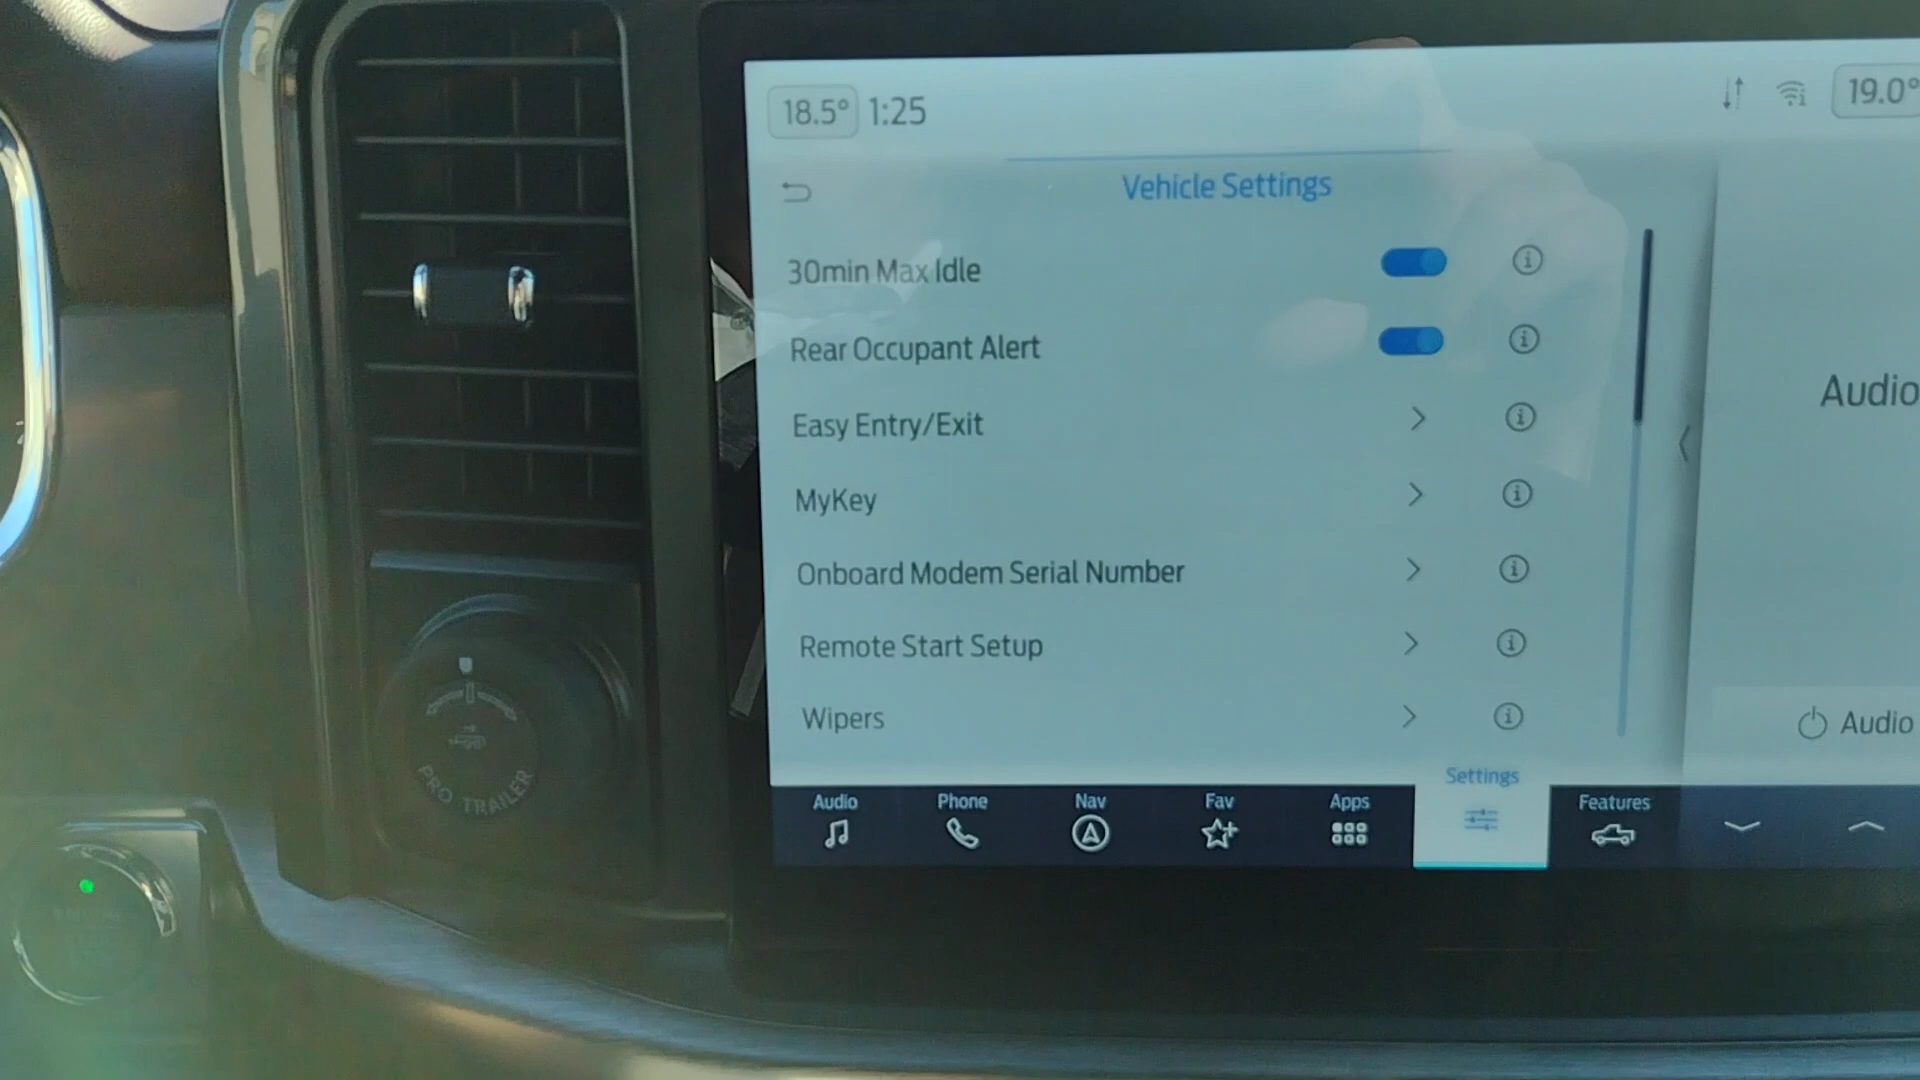 18.5° 1:25
19.0°
Vehicle Settings
30min Max Idle
Rear Occupant Alert
Easy Entry/Exit
MyKey
Onboard Modem Serial Number
Remote Start Setup
Wipers
Audio
Audio
Settings
Audio
Phone
Nav
Fav
Apps
Features
PRO TRAILER